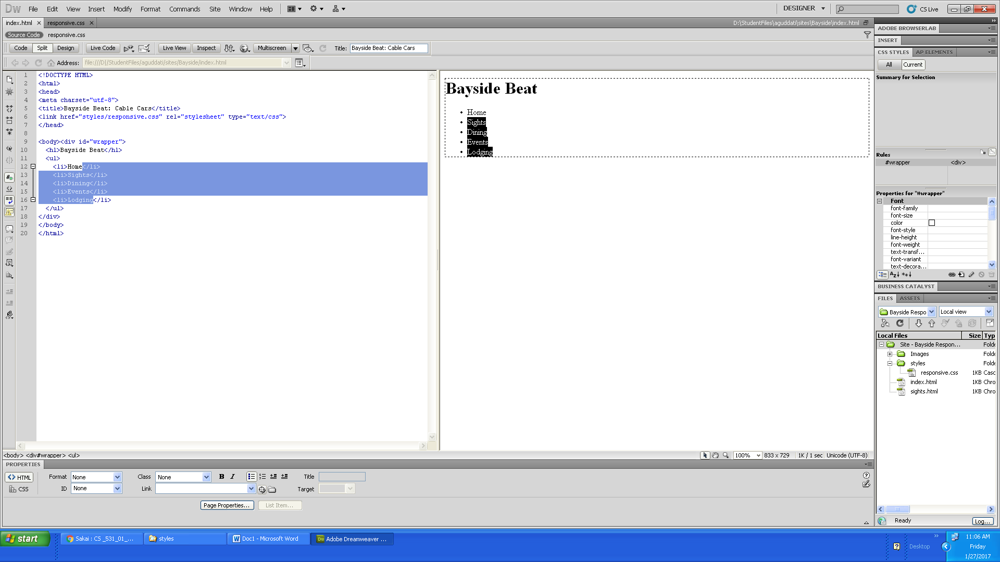 Dw File Edit View Insert Modify Format Commands Site Window Help DESIGNER CS Live
index.html responsive.css D:\StudentFiles\aguddati\sites\Bayside\index.html
Source Code responsive.css
Code Split Design Live Code Live View Inspect Multiscreen Title: Bayside Beat: Cable Cars
Address: file:///D|/StudentFiles/aguddati/sites/Bayside/index.html
1 <!DOCTYPE HTML>
2 <html>
3 <head>
4 <meta charset="utf-8">
5 <title>Bayside Beat: Cable Cars</title>
6 <link href="styles/responsive.css" rel="stylesheet" type="text/css">
7 </head>
8
9 <body><div id="wrapper">
10 <hl>Bayside Beat</hl>
11 <ul>
12 <li>Home</li>
13 <li>Sights</li>
14 <li>Dining</li>
15 <li>Events</li>
16 <li>Lodging</li>
17 </ul>
18 </div>
19 </body>
20 </html>
Bayside Beat
• Home
• Sights
• Dining
• Events
• Lodging
<body> <div#wrapper> <ul> 100% 833 x 729 1K / 1 sec Unicode (UTF-8)
PROPERTIES
<> HTML Format None Class None B I Title
CSS ID None Link Target
Page Properties... List Item...
ADOBE BROWSERLAB
INSERT
CSS STYLES AP ELEMENTS
All Current
Summary for Selection
Rules
#wrapper <div>
Properties for "#wrapper"
Font
font-family
font-size
color
font-style
line-height
font-weight
text-transf...
font-variant
text-decora...
BUSINESS CATALYST
FILES ASSETS
Bayside Respo Local view
Local Files Size Typ
Site - Bayside Respon... Folde
Images Folde
styles Folde
responsive.css 1KB Casc
index.html 1KB Chro
sights.html 1KB Chro
Ready Log...
start Sakai : CS _531_01_... styles Doc1 - Microsoft Word Adobe Dreamweaver ... Desktop
11:06 AM
Friday
1/27/2017